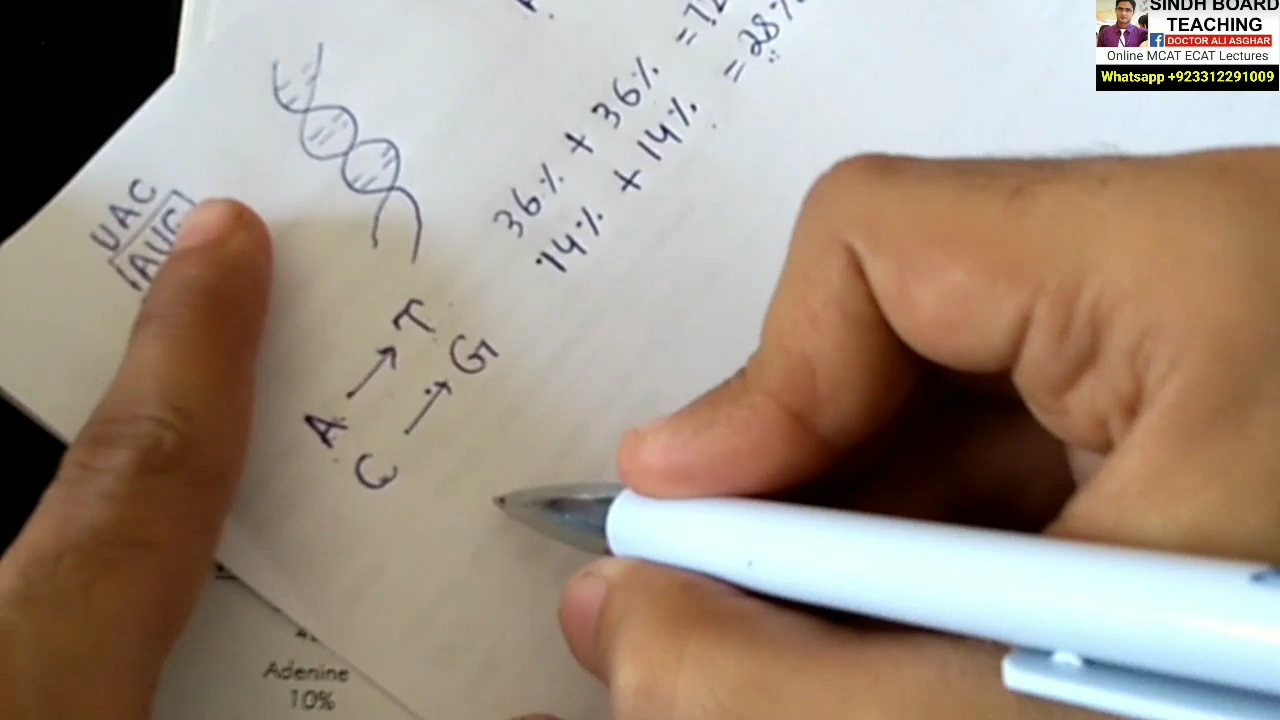 SINDH BOARD
TEACHING
DOCTOR ALI ASGHAR
Online MCAT ECAT Lectures
Whatsapp +923312291009
36% + 36% =
14% + 14% = 28%
UAC
AUG
A → T
C → G
Adenine
10%